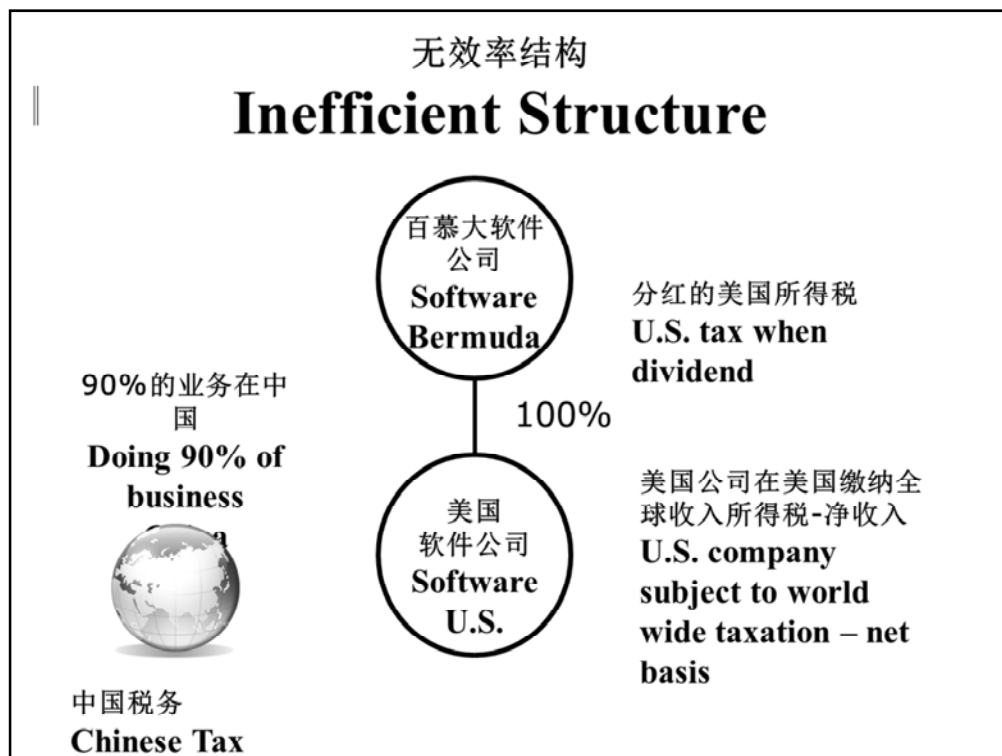 无效率结构
Inefficient Structure
百慕大软件
公司
Software
Bermuda
分红的美国所得税
U.S. tax when
dividend
90%的业务在中
国
Doing 90% of
business
100%
美国
软件公司
Software
U.S.
美国公司在美国缴纳全
球收入所得税-净收入
U.S. company
subject to world
wide taxation – net
basis
中国税务
Chinese Tax